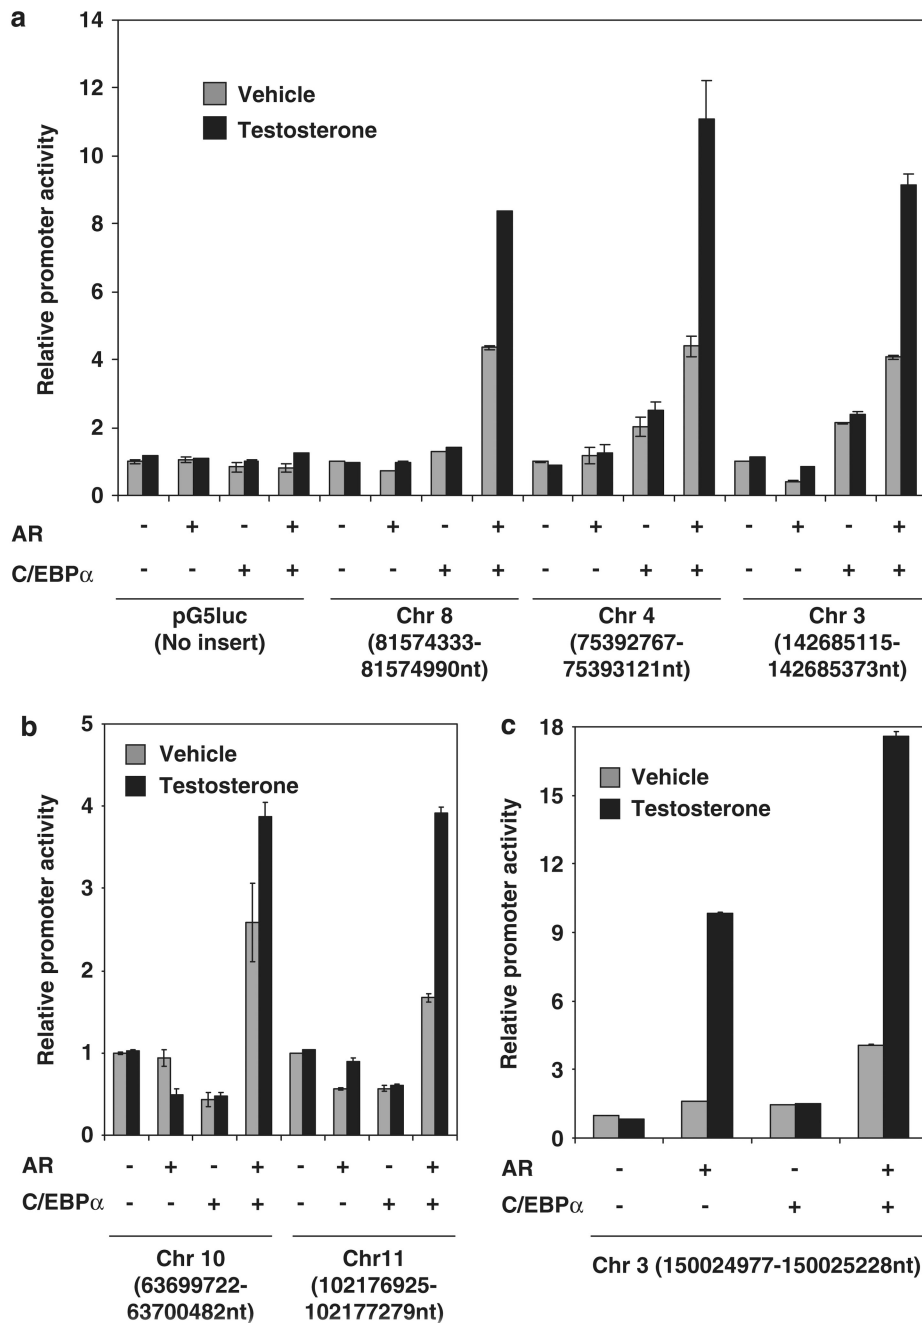 a
14
12
10
8
6
4
2
0
Relative promoter activity
Vehicle
Testosterone
AR - + - + - + - + - + - + - + - +
C/EBPα - - + + - - + + - - + + - - + +
pG5luc
(No insert)
Chr 8
(81574333-
81574990nt)
Chr 4
(75392767-
75393121nt)
Chr 3
(142685115-
142685373nt)
b
5
4
3
2
1
0
Relative promoter activity
Vehicle
Testosterone
AR - + - + - + - +
C/EBPα - - + + - - + +
Chr 10
(63699722-
63700482nt)
Chr11
(102176925-
102177279nt)
c
18
15
12
9
6
3
0
Relative promoter activity
Vehicle
Testosterone
AR - + - +
C/EBPα - - + +
Chr 3 (150024977-150025228nt)